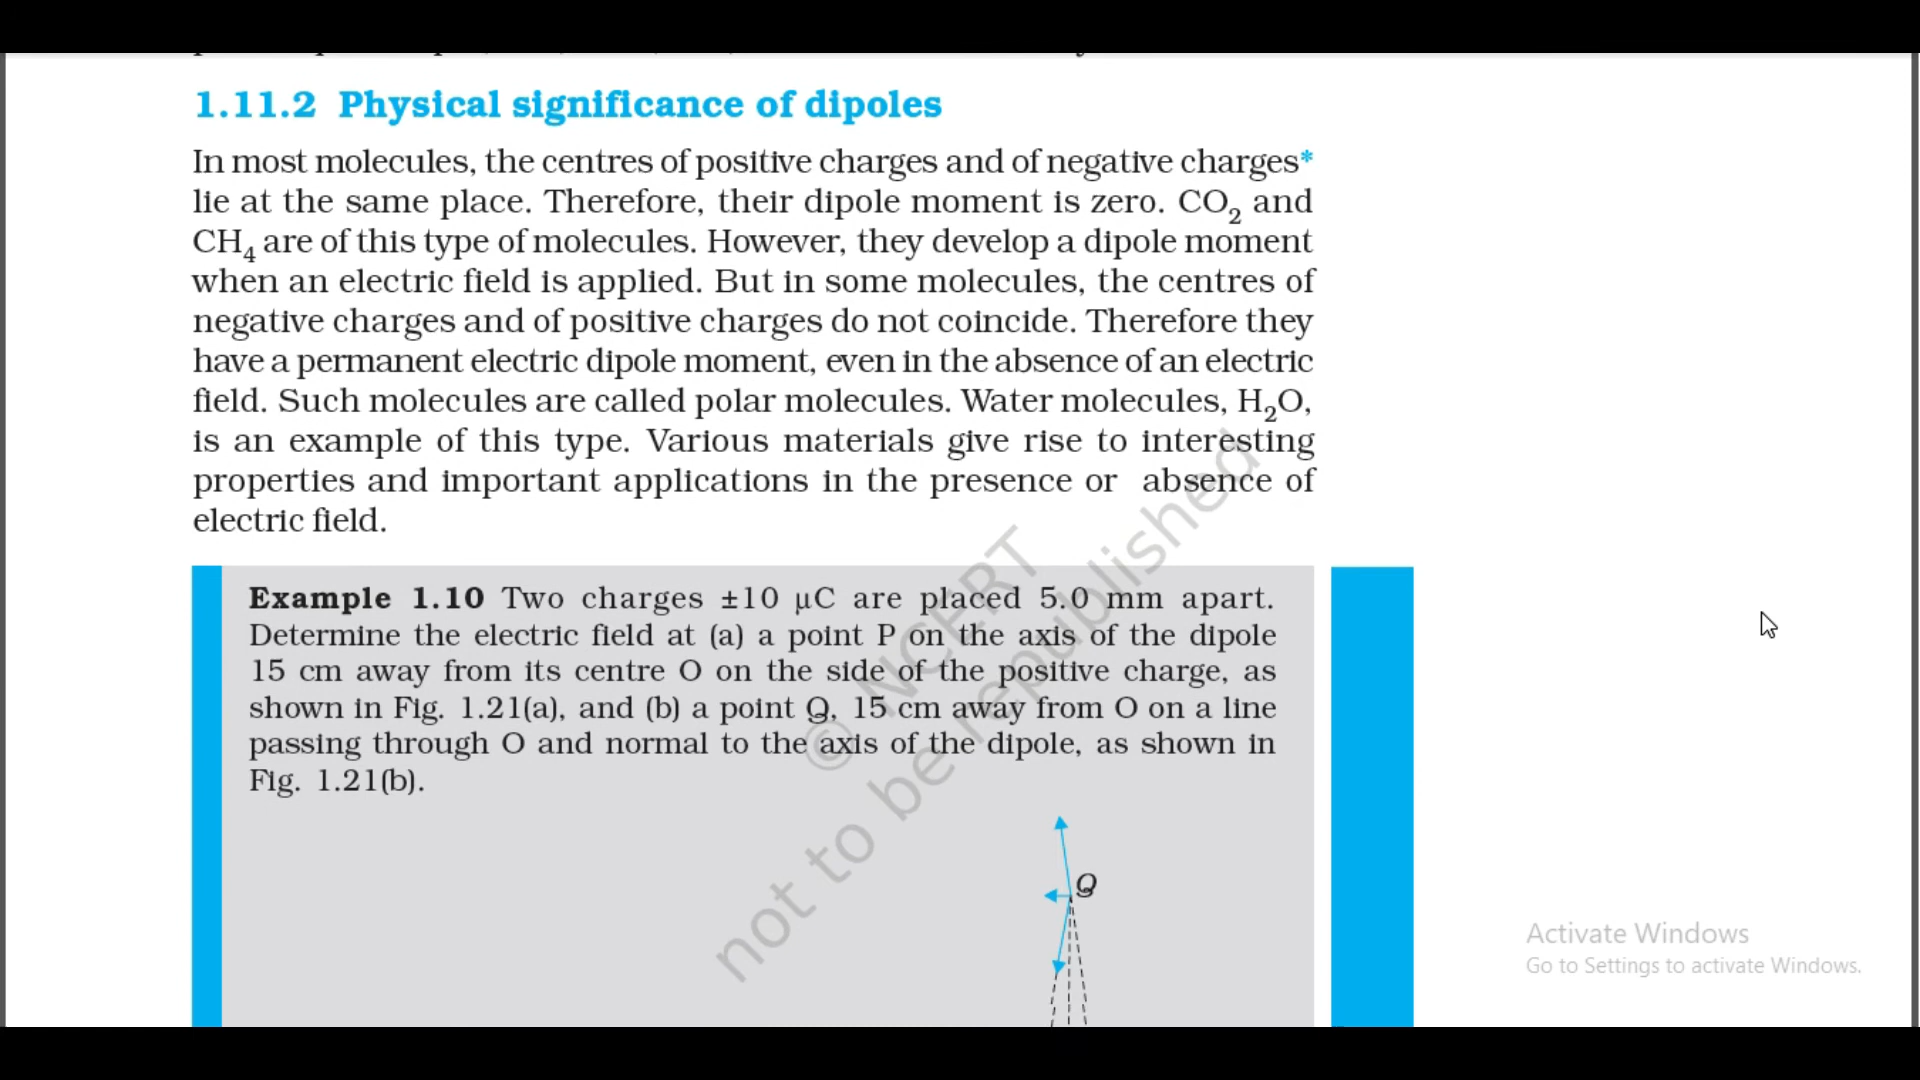 1.11.2 Physical significance of dipoles
In most molecules, the centres of positive charges and of negative charges*
lie at the same place. Therefore, their dipole moment is zero. CO₂ and
CH₄ are of this type of molecules. However, they develop a dipole moment
when an electric field is applied. But in some molecules, the centres of
negative charges and of positive charges do not coincide. Therefore they
have a permanent electric dipole moment, even in the absence of an electric
field. Such molecules are called polar molecules. Water molecules, H₂O,
is an example of this type. Various materials give rise to interesting
properties and important applications in the presence or absence of
electric field.
Example 1.10 Two charges ±10 μC are placed 5.0 mm apart.
Determine the electric field at (a) a point P on the axis of the dipole
15 cm away from its centre O on the side of the positive charge, as
shown in Fig. 1.21(a), and (b) a point Q, 15 cm away from O on a line
passing through O and normal to the axis of the dipole, as shown in
Fig. 1.21(b).
Q
© NCERT
not to be republished
Activate Windows
Go to Settings to activate Windows.